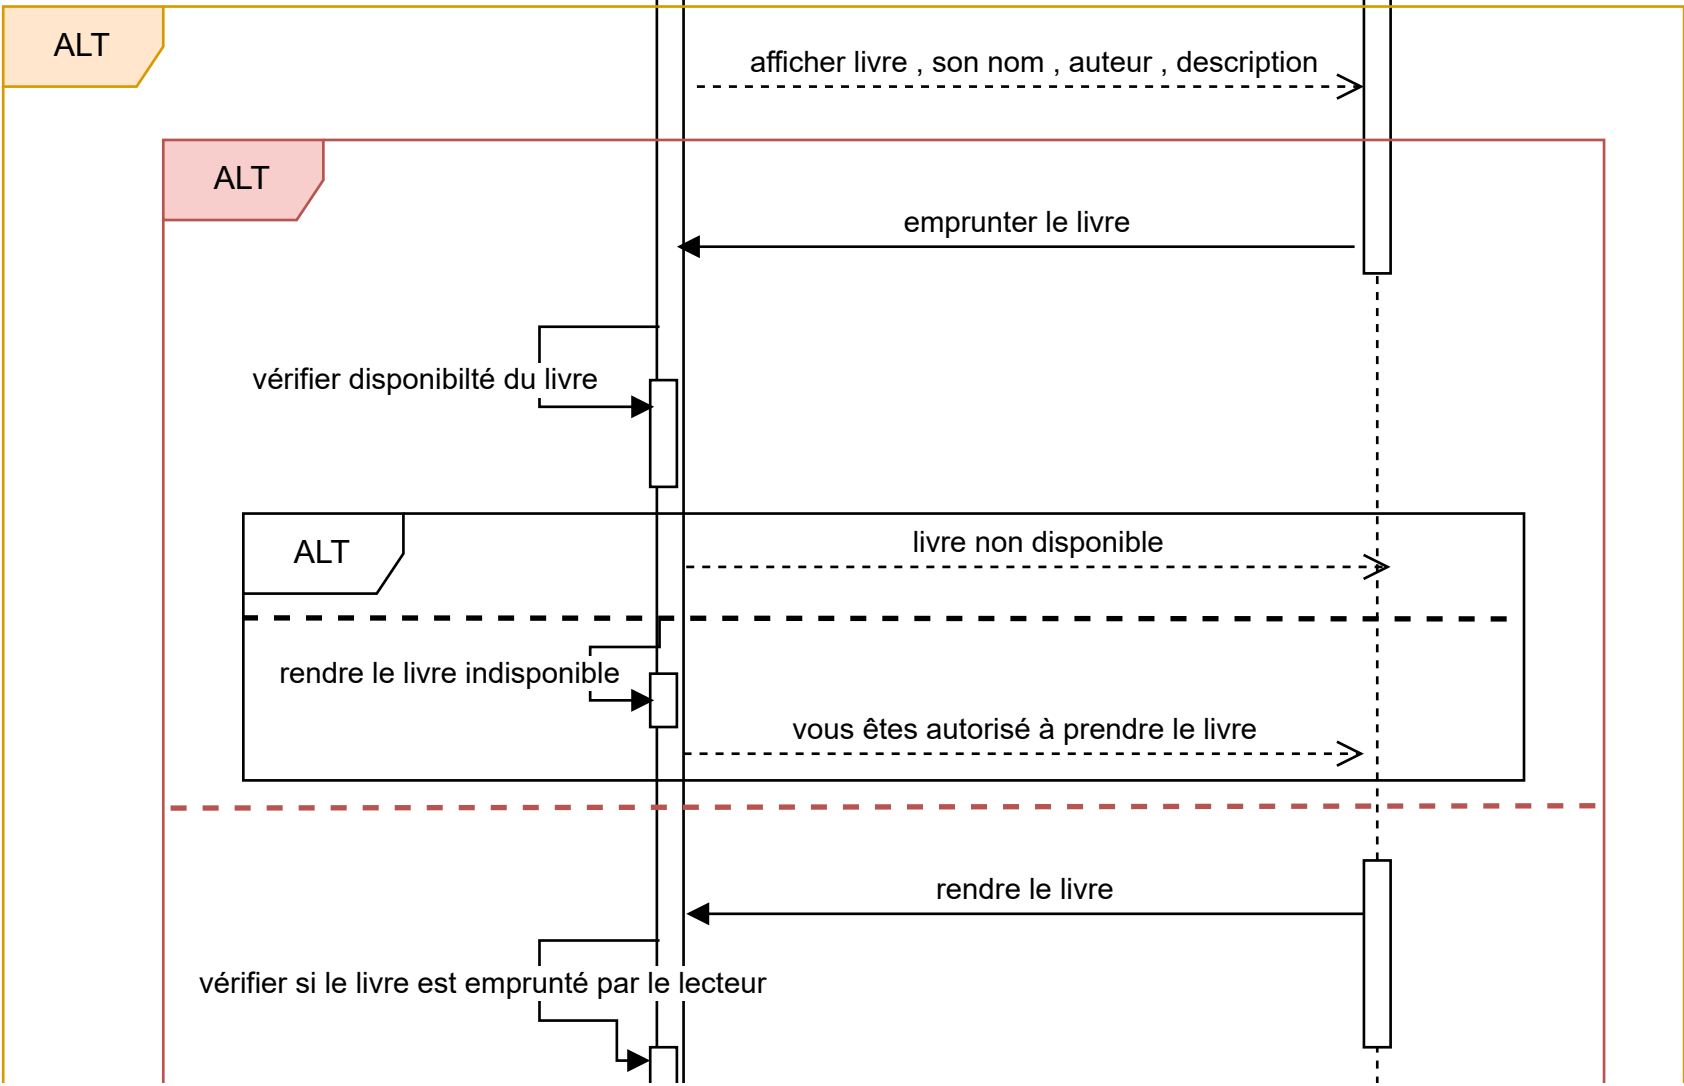 ALT
afficher livre , son nom , auteur , description
ALT
emprunter le livre
vérifier disponibilté du livre
ALT
livre non disponible
rendre le livre indisponible
vous êtes autorisé à prendre le livre
rendre le livre
vérifier si le livre est emprunté par le lecteur